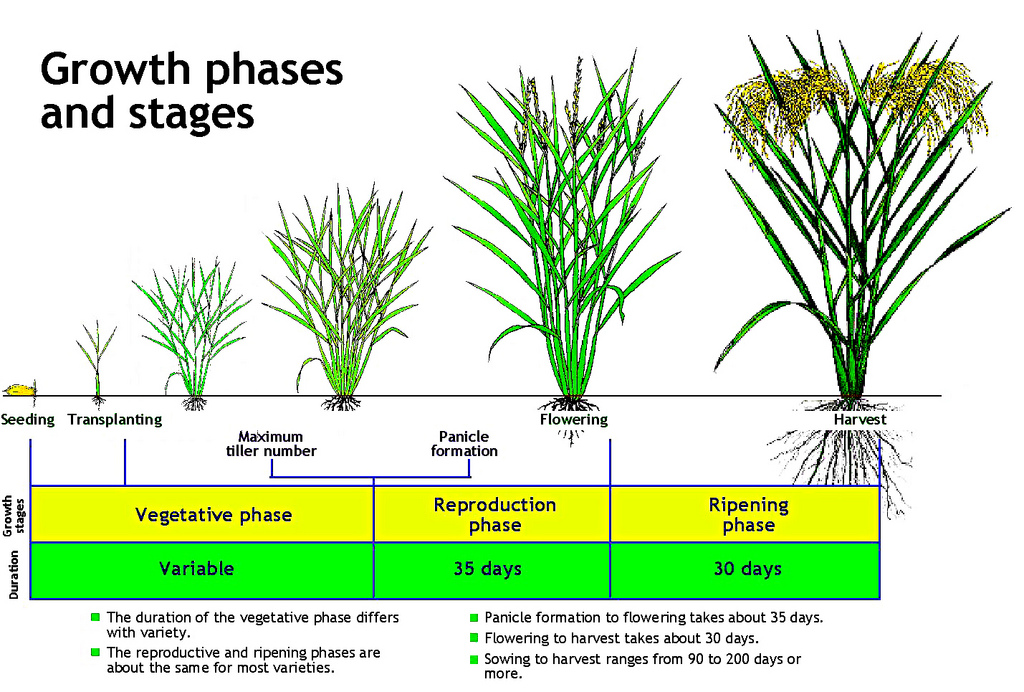 Growth phases
and stages
Seeding
Transplanting
Flowering
Harvest
Maximum
tiller number
Panicle
formation
Growth
stages
Vegetative phase
Reproduction
phase
Ripening
phase
Duration
Variable
35 days
30 days
The duration of the vegetative phase differs
with variety.
The reproductive and ripening phases are
about the same for most varieties.
Panicle formation to flowering takes about 35 days.
Flowering to harvest takes about 30 days.
Sowing to harvest ranges from 90 to 200 days or
more.